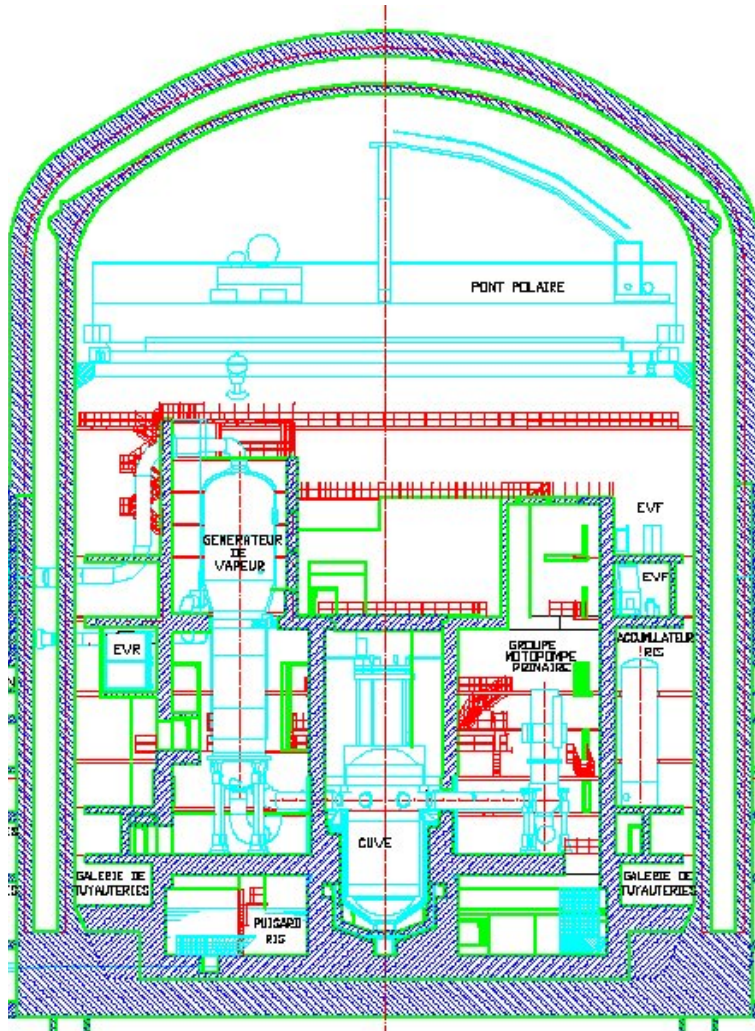 PONT POLAIRE
EVF
GENERATEUR
DE
VAPEUR
EVF
EVR
GROUPE
MOTOPOMPE
PRIMAIRE
ACCUMULATEUR
RIS
CUVE
GALERIE DE
TUYAUTERIES
PUISARD
RIS
GALERIE DE
TUYAUTERIES